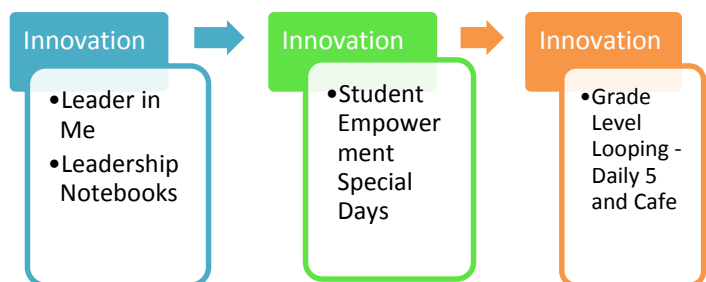 Innovation
•Leader in
Me
•Leadership
Notebooks
Innovation
•Student
Empower
ment
Special
Days
Innovation
•Grade
Level
Looping -
Daily 5
and Cafe